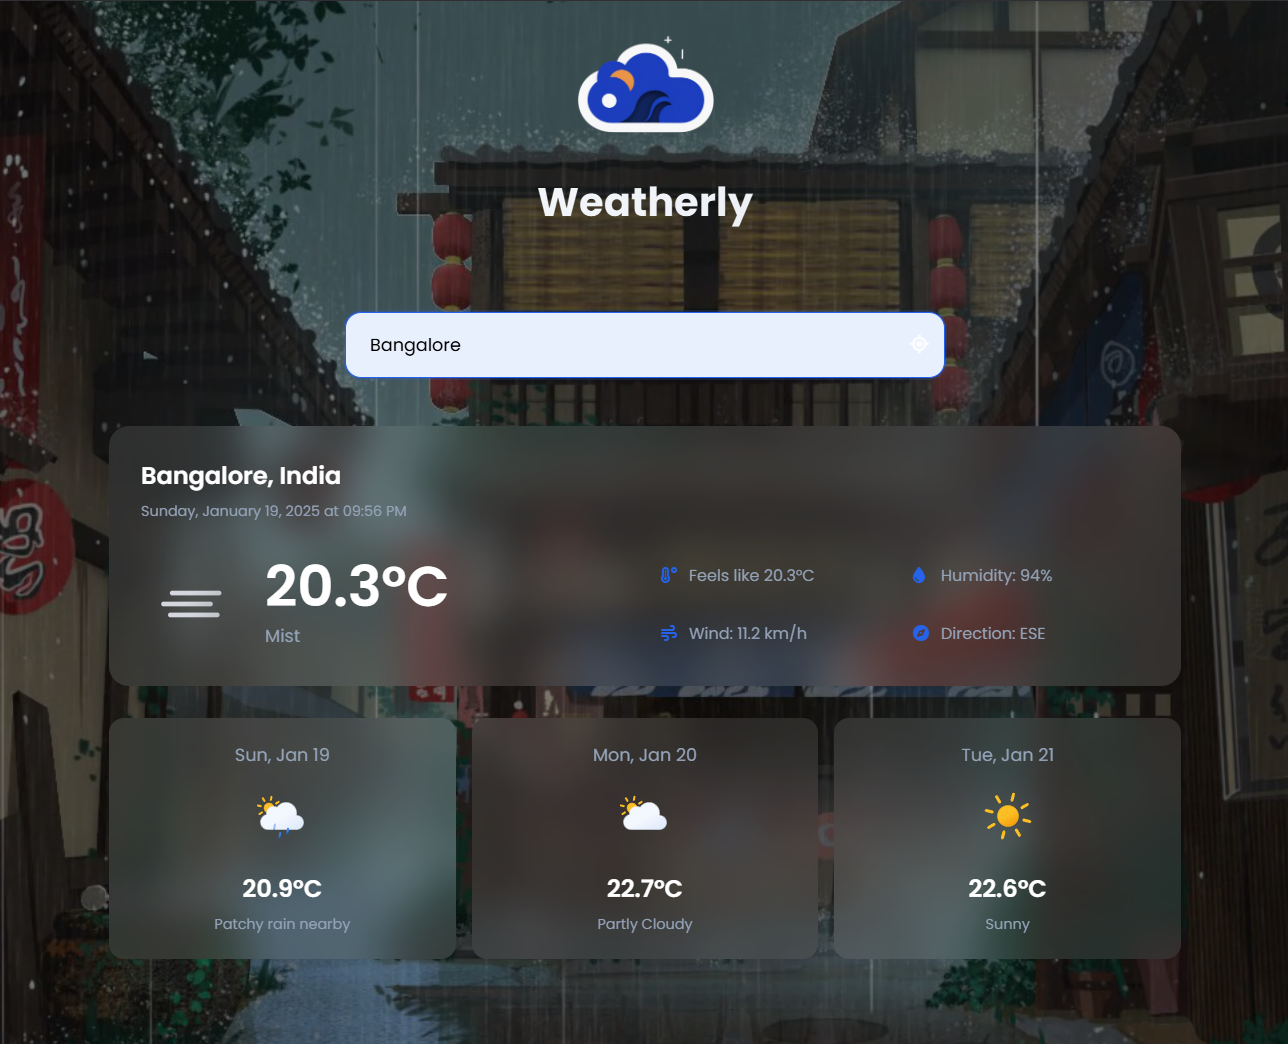 Weatherly
Bangalore
Bangalore, India
Sunday, January 19, 2025 at 09:56 PM
20.3°C
Mist
Feels like 20.3°C
Humidity: 94%
Wind: 11.2 km/h
Direction: ESE
Sun, Jan 19
20.9°C
Patchy rain nearby
Mon, Jan 20
22.7°C
Partly Cloudy
Tue, Jan 21
22.6°C
Sunny